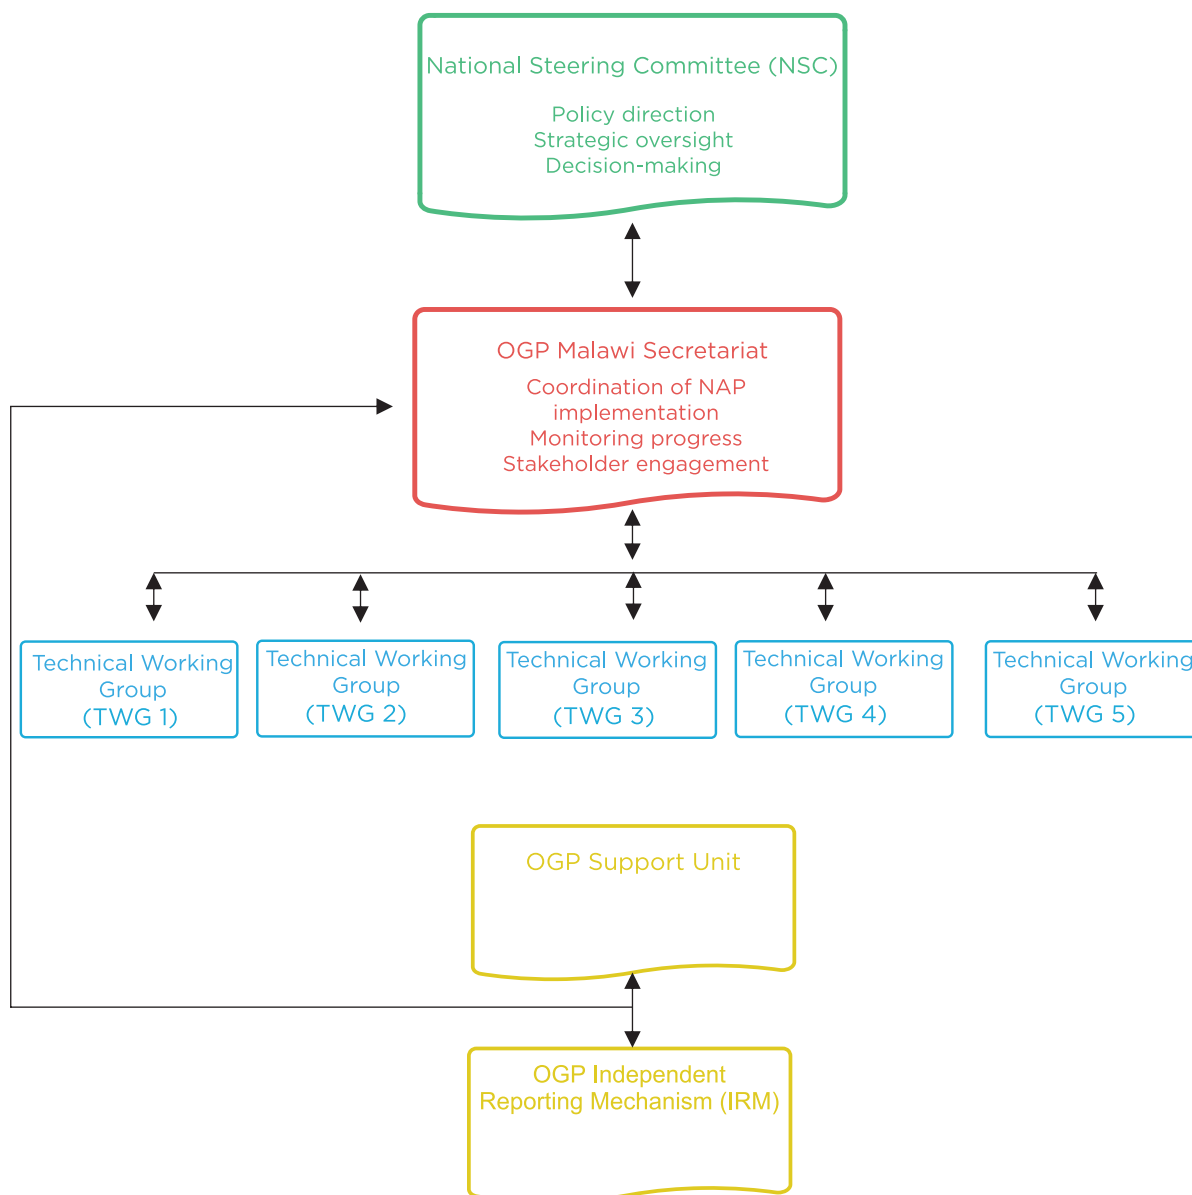 National Steering Committee (NSC)
Policy direction
Strategic oversight
Decision-making
OGP Malawi Secretariat
Coordination of NAP
implementation
Monitoring progress
Stakeholder engagement
Technical Working
Group
(TWG 1)
Technical Working
Group
(TWG 2)
Technical Working
Group
(TWG 3)
Technical Working
Group
(TWG 4)
Technical Working
Group
(TWG 5)
OGP Support Unit
OGP Independent
Reporting Mechanism (IRM)